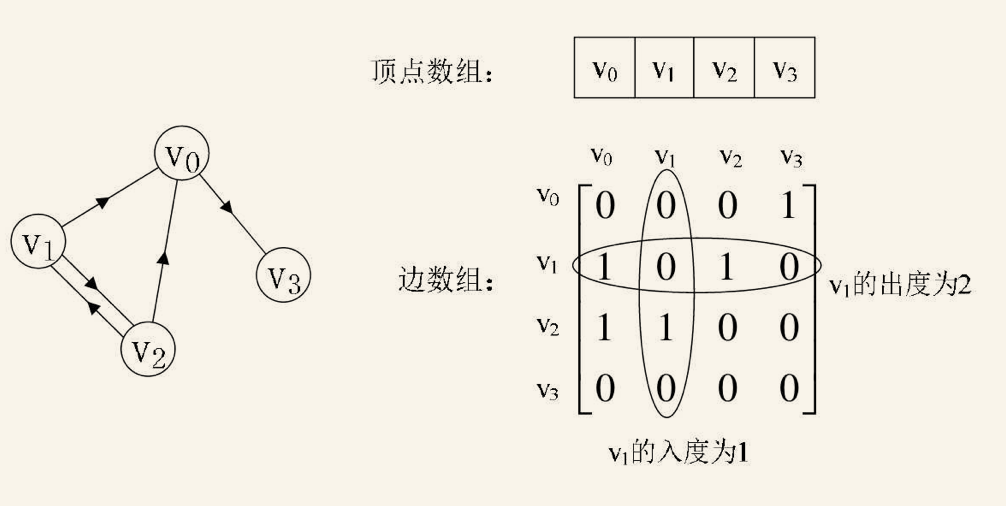 顶点数组： v₀ v₁ v₂ v₃
v₀
v₁
v₂
v₃
边数组：
v₀ v₁ v₂ v₃
v₀ 0 0 0 1
v₁ 1 0 1 0
v₂ 1 1 0 0
v₃ 0 0 0 0
v₁的出度为2
v₁的入度为1